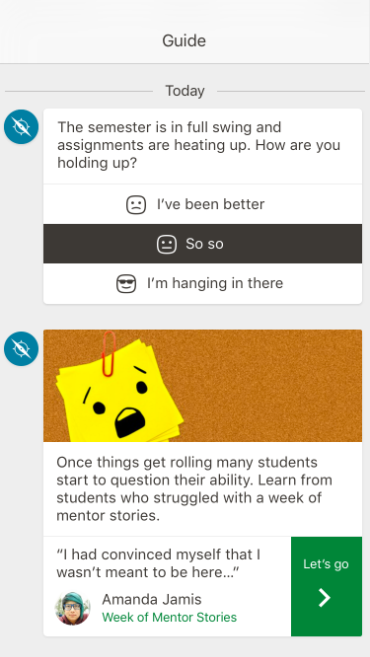 Guide
Today
The semester is in full swing and
assignments are heating up. How are you
holding up?
I've been better
So so
I'm hanging in there
Once things get rolling many students
start to question their ability. Learn from
students who struggled with a week of
mentor stories.
“I had convinced myself that I
wasn't meant to be here...”
Let's go
Amanda Jamis
Week of Mentor Stories